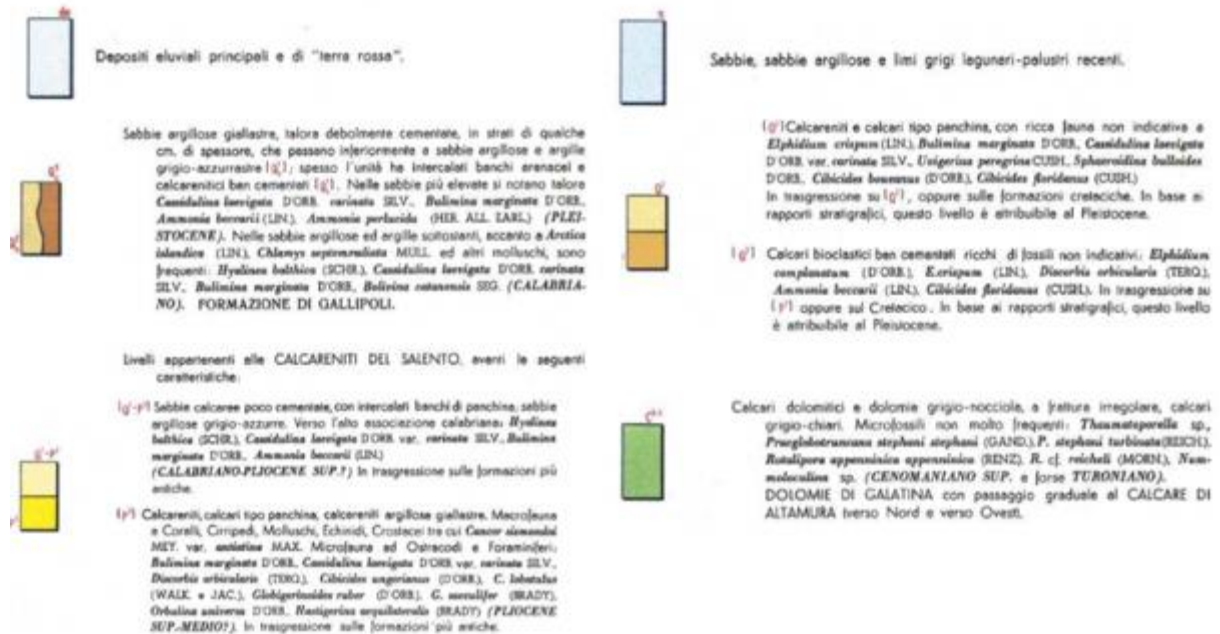 Depositi eluviali principali e di "terra rossa".
Sabbie argillose giallastre, talora debolmente cementate, in strati di qualche
cm. di spessore, che passano inferiormente a sabbie argillose e argille
grigio-azzurrastre; spesso l'unità ha intercalati banchi arenacei e
calcarenitici ben cementati. Nelle sabbie più elevate si notano talora
Cassidulina laevigata D'ORB. carinata SILV., Bulimina marginata D'ORB.,
Ammonia beccarii (LIN.), Ammonia perlucida (HER. ALL. EARL.) (PLEI-
STOCENE). Nelle sabbie argillose ed argille sottostanti, accanto a Arctica
islandica (LIN.), Chlamys septemradiata MULL. ed altri molluschi, sono
frequenti: Hyalinea balthica (SCHR.), Cassidulina laevigata D'ORB. carinata
SILV., Bulimina marginata D'ORB., Bolivina catanensis SEG. (CALABRIA-
NO). FORMAZIONE DI GALLIPOLI.
Livelli appartenenti alle CALCARENITI DEL SALENTO, aventi le seguenti
caratteristiche:
Sabbie calcaree poco cementate, con intercalati banchi di panchina, sabbie
argillose grigio-azzurre. Verso l'alto associazione calabriana: Hyalinea
balthica (SCHR.), Cassidulina laevigata D'ORB. var. carinata SILV., Bulimina
marginata D'ORB., Ammonia beccarii (LIN.)
(CALABRIANO-PLIOCENE SUP.?) In trasgressione sulle formazioni più
antiche.
Calcareniti, calcari tipo panchina, calcareniti argillose giallastre. Macrofauna
a Coralli, Cirripedi, Molluschi, Echinidi, Crostacei tra cui Cancer sismondai
MEY. var. antiatina MAX. Microfauna ad Ostracodi e Foraminiferi:
Bulimina marginata D'ORB., Cassidulina laevigata D'ORB. var. carinata SILV.,
Discorbis orbicularis (TERQ.), Cibicides ungerianus (D'ORB.), C. lobatulus
(WALK. e JAC.), Globigerinoides ruber (D'ORB.), G. sacculifer (BRADY),
Orbulina universa D'ORB., Hastigerina aequilateralis (BRADY) (PLIOCENE
SUP.-MEDIO?). In trasgressione sulle formazioni più antiche.
Sabbie, sabbie argillose e limi grigi lagunari-palustri recenti.
Calcareniti e calcari tipo panchina, con ricca fauna non indicativa a
Elphidium crispum (LIN.), Bulimina marginata D'ORB., Cassidulina laevigata
D'ORB. var. carinata SILV., Uvigerina peregrina CUSH., Sphaeroidina bulloides
D'ORB., Cibicides boueanus (D'ORB.), Cibicides floridanus (CUSH.)
In trasgressione su, oppure sulle formazioni cretaciche. In base ai
rapporti stratigrafici, questo livello è attribuibile al Pleistocene.
Calcari bioclastici ben cementati ricchi di fossili non indicativi: Elphidium
complanatum (D'ORB.), E. crispum (LIN.), Discorbis orbicularis (TERQ.),
Ammonia beccarii (LIN.), Cibicides floridanus (CUSH.). In trasgressione su
oppure sul Cretacico. In base ai rapporti stratigrafici, questo livello
è attribuibile al Pleistocene.
Calcari dolomitici e dolomie grigio-nocciola, a frattura irregolare, calcari
grigio-chiari. Microfossili non molto frequenti: Thaumatoporella sp.,
Praeglobotruncana stephani stephani (GAND.), P. stephani turbinata (REICH.),
Rotalipora appenninica appenninica (RENZ), R. cf. reicheli (MORN.), Num-
moloculina sp. (CENOMANIANO SUP. e forse TURONIANO).
DOLOMIE DI GALATINA con passaggio graduale al CALCARE DI
ALTAMURA (verso Nord e verso Ovest).